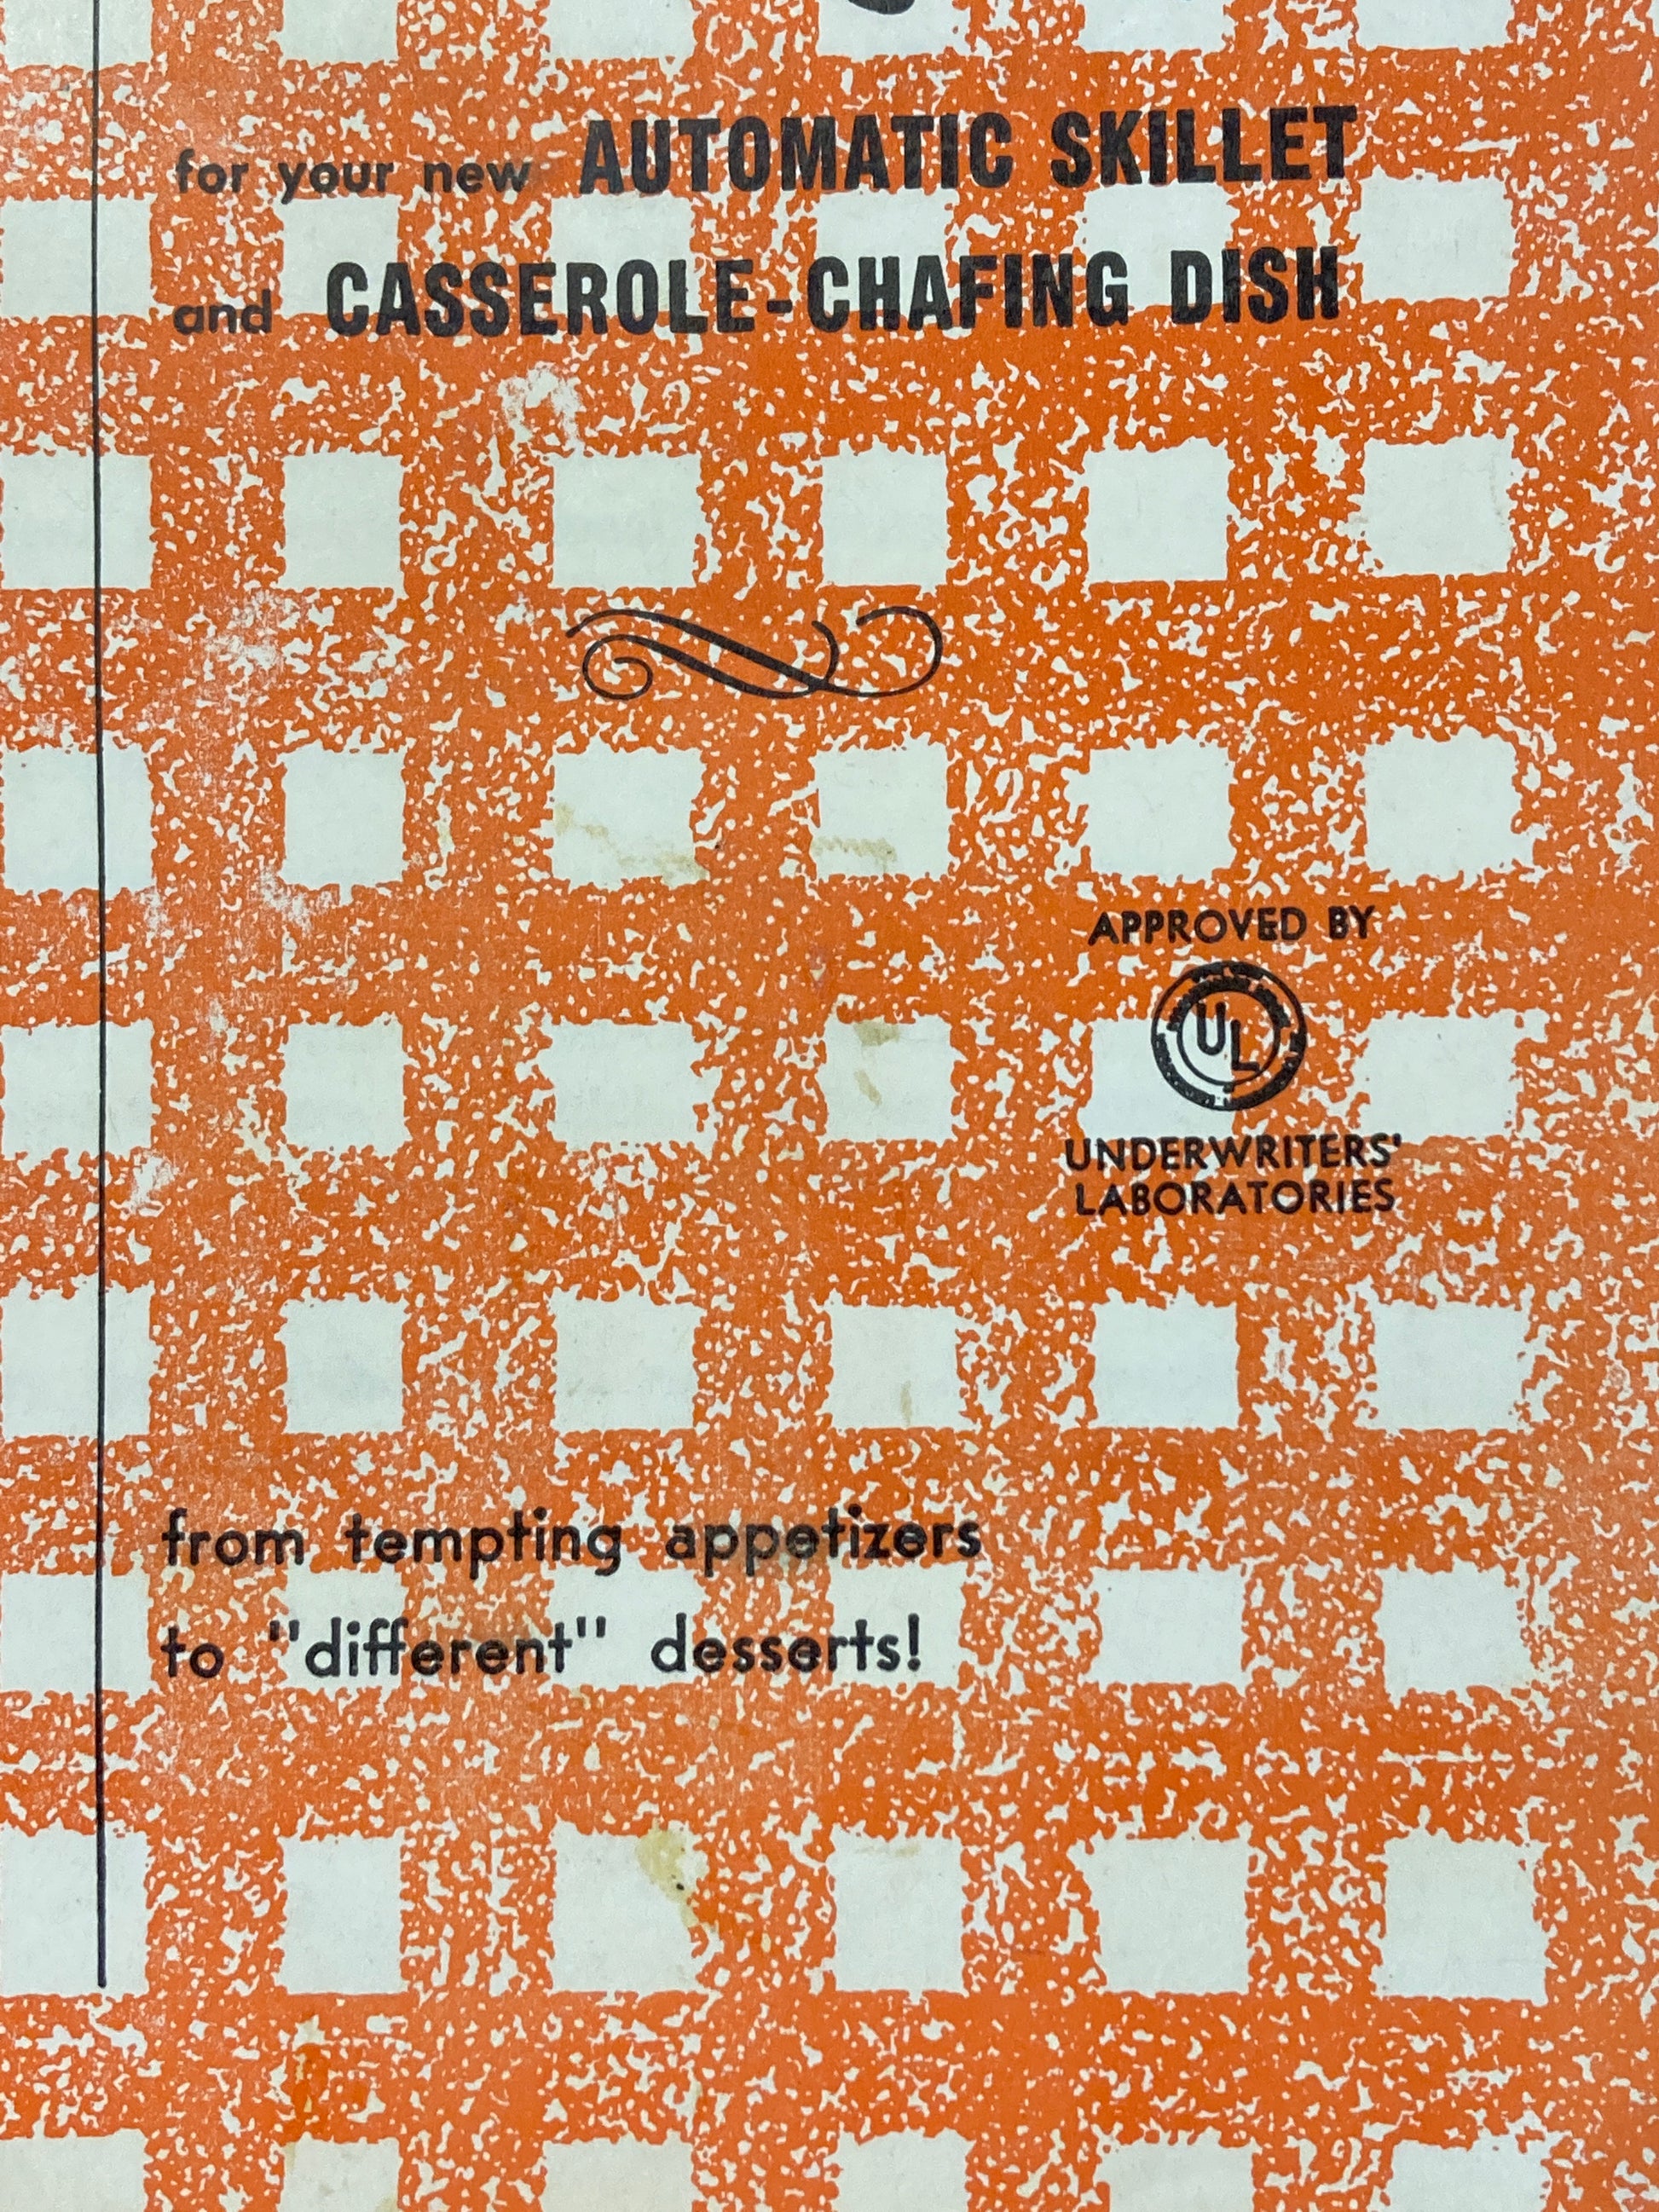 for your new AUTOMATIC SKILLET
and CASSEROLE-CHAFING DISH
APPROVED BY
UL
UNDERWRITERS'
LABORATORIES
from tempting appetizers
to "different" desserts!